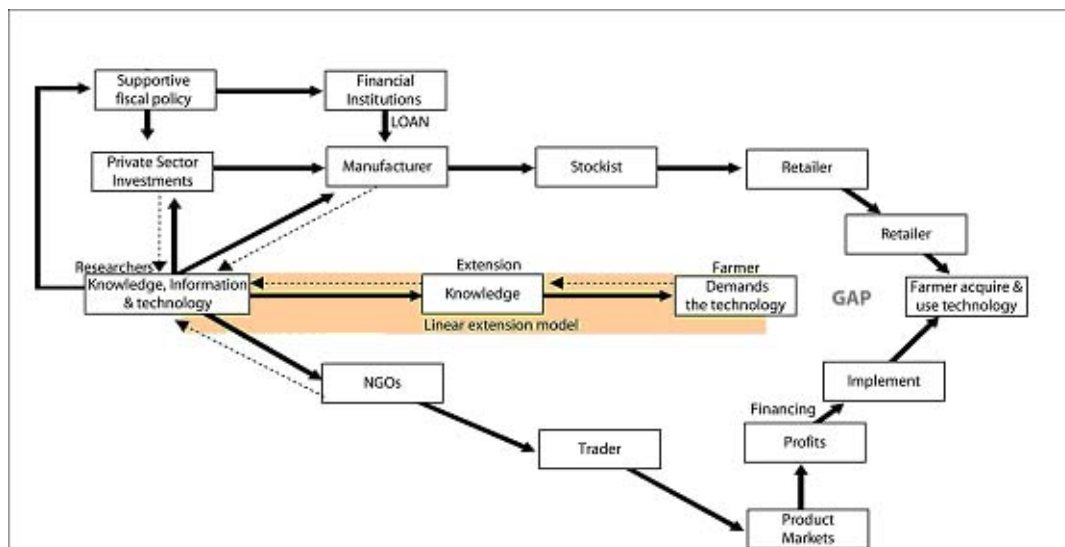 Supportive
fiscal policy
Financial
Institutions
LOAN
Private Sector
Investments
Manufacturer
Stockist
Retailer
Retailer
Researchers
Knowledge, Information
& technology
Extension
Knowledge
Farmer
Demands
the technology
GAP
Farmer acquire &
use technology
Linear extension model
NGOs
Implement
Financing
Trader
Profits
Product
Markets